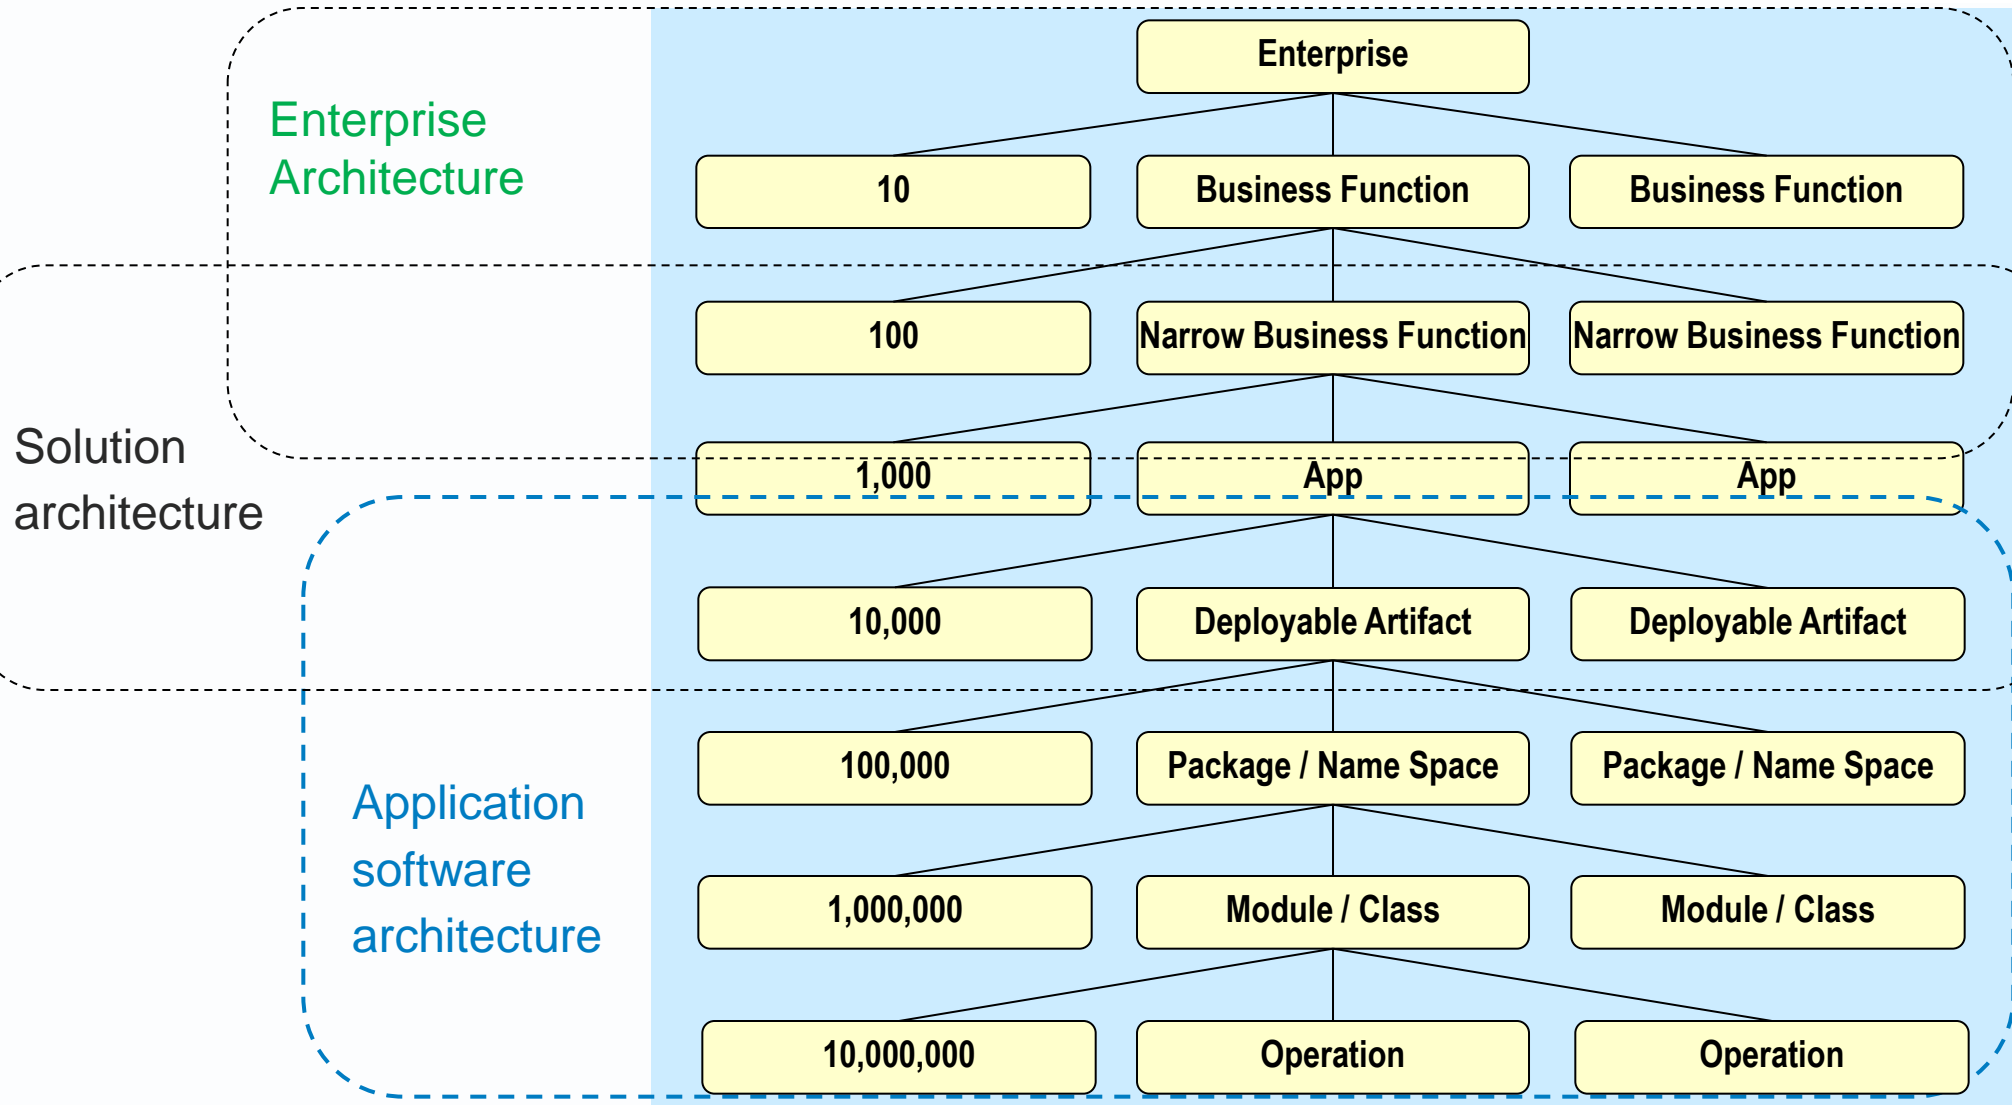 Enterprise
Enterprise
Architecture
10
Business Function
Business Function
100
Narrow Business Function
Narrow Business Function
Solution
architecture
1,000
App
App
10,000
Deployable Artifact
Deployable Artifact
100,000
Package / Name Space
Package / Name Space
Application
software
architecture
1,000,000
Module / Class
Module / Class
10,000,000
Operation
Operation